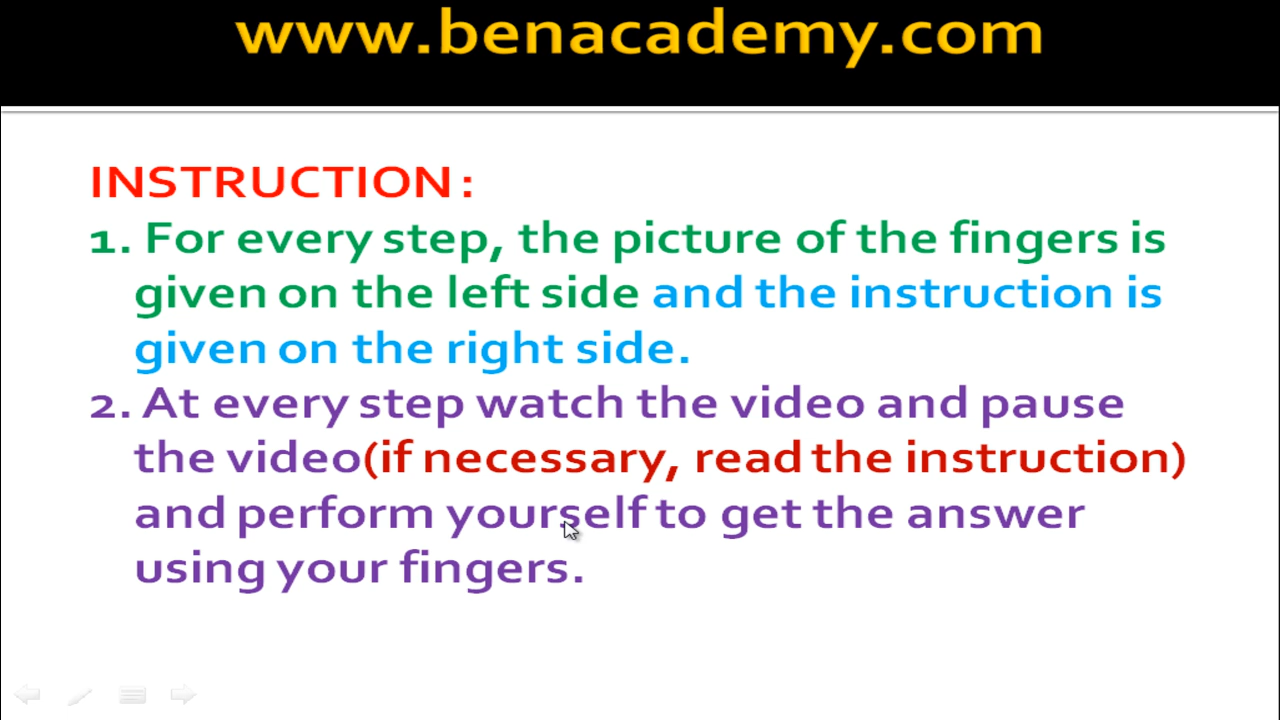 www.benacademy.com
INSTRUCTION :
1. For every step, the picture of the fingers is
given on the left side and the instruction is
given on the right side.
2. At every step watch the video and pause
the video(if necessary, read the instruction)
and perform yourself to get the answer
using your fingers.